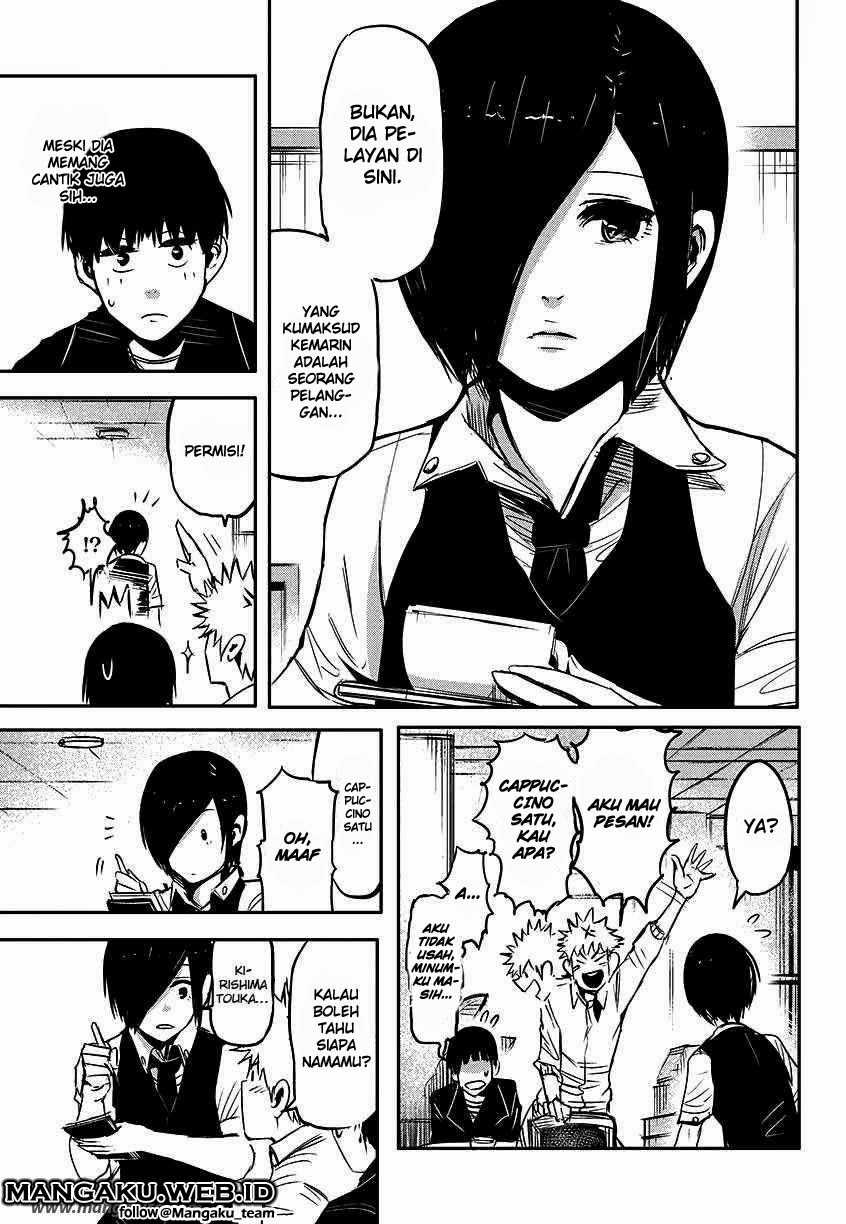 BUKAN,
DIA PE-
LAYAN DI
SINI.
YANG
KUMAKSUD
KEMARIN
ADALAH
SEORANG
PELANG-
GAN...
MESKI DIA
MEMANG
CANTIK JUGA
SIH...
PERMISI!
!?
YA?
AKU MAU
PESAN!
CAPPUC-
CINO
SATU,
KAU
APA?
A...
AKU
TIDAK
USAH,
MINUM-
KU MA-
SIH...
CAP-
PUC-
CINO
SATU
...
OH,
MAAF
KALAU
BOLEH
TAHU
SIAPA
NAMAMU?
KI-
RISHIMA
TOUKA...
MANGAKU.WEB.ID
follow @Mangaku_team